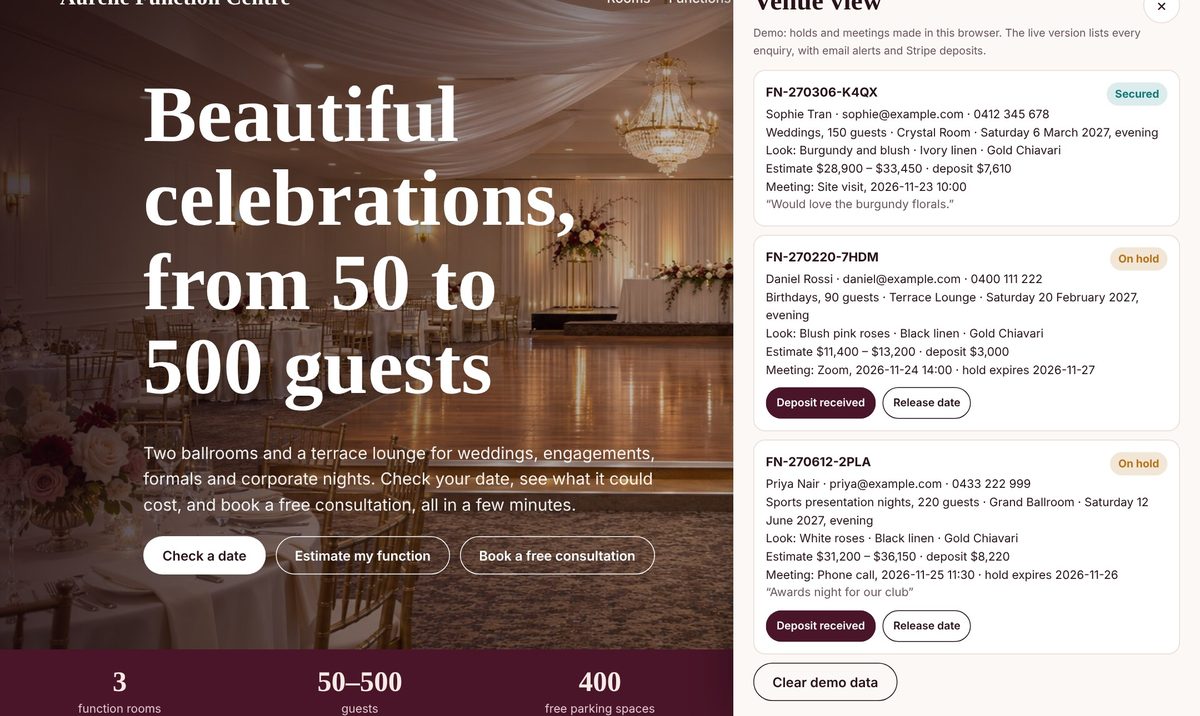 Aurelie Function Centre
Rooms Functions
Beautiful
celebrations,
from 50 to
500 guests
Two ballrooms and a terrace lounge for weddings, engagements,
formals and corporate nights. Check your date, see what it could
cost, and book a free consultation, all in a few minutes.
Check a date
Estimate my function
Book a free consultation
3
function rooms
50–500
guests
400
free parking spaces
Venue view
×
Demo: holds and meetings made in this browser. The live version lists every
enquiry, with email alerts and Stripe deposits.
FN-270306-K4QX
Secured
Sophie Tran · sophie@example.com · 0412 345 678
Weddings, 150 guests · Crystal Room · Saturday 6 March 2027, evening
Look: Burgundy and blush · Ivory linen · Gold Chiavari
Estimate $28,900 – $33,450 · deposit $7,610
Meeting: Site visit, 2026-11-23 10:00
“Would love the burgundy florals.”
FN-270220-7HDM
On hold
Daniel Rossi · daniel@example.com · 0400 111 222
Birthdays, 90 guests · Terrace Lounge · Saturday 20 February 2027,
evening
Look: Blush pink roses · Black linen · Gold Chiavari
Estimate $11,400 – $13,200 · deposit $3,000
Meeting: Zoom, 2026-11-24 14:00 · hold expires 2026-11-27
Deposit received
Release date
FN-270612-2PLA
On hold
Priya Nair · priya@example.com · 0433 222 999
Sports presentation nights, 220 guests · Grand Ballroom · Saturday 12
June 2027, evening
Look: White roses · Black linen · Gold Chiavari
Estimate $31,200 – $36,150 · deposit $8,220
Meeting: Phone call, 2026-11-25 11:30 · hold expires 2026-11-26
“Awards night for our club”
Deposit received
Release date
Clear demo data